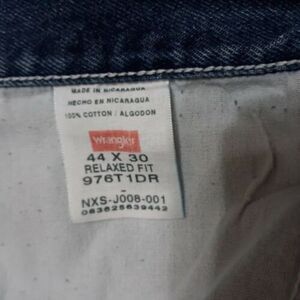 MADE IN NICARAGUA
HECHO EN NICARAGUA
100% COTTON / ALGODON
Wrangler
44 X 30
RELAXED FIT
976T1DR
-
NXS-J008-001
083625639442